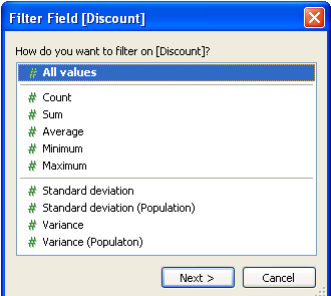 Filter Field [Discount]
How do you want to filter on [Discount]?
# All values
# Count
# Sum
# Average
# Minimum
# Maximum
# Standard deviation
# Standard deviation (Population)
# Variance
# Variance (Populaton)
Next >
Cancel